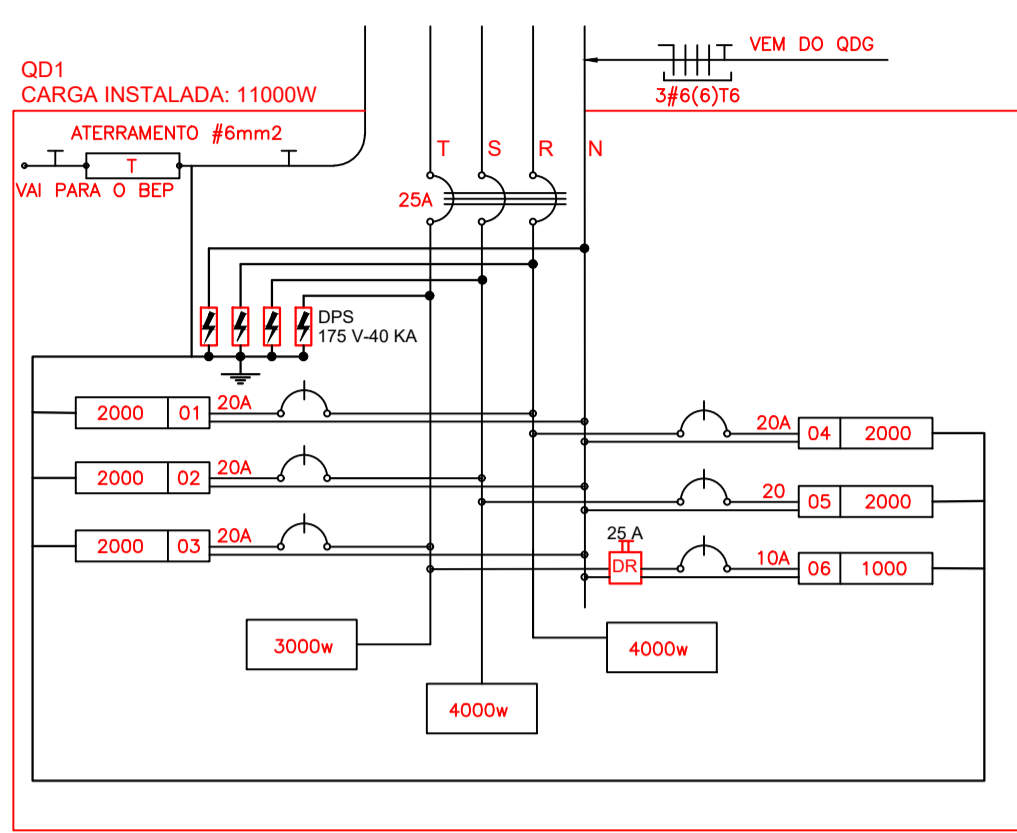 VEM DO QDG
3#6(6)T6
QD1
CARGA INSTALADA: 11000W
ATERRAMENTO #6mm2
T
VAI PARA O BEP
T S R N
25A
DPS
175 V-40 KA
2000 01 20A
20A 04 2000
2000 02 20A
20 05 2000
2000 03 20A
25 A
DR
10A 06 1000
3000w
4000w
4000w